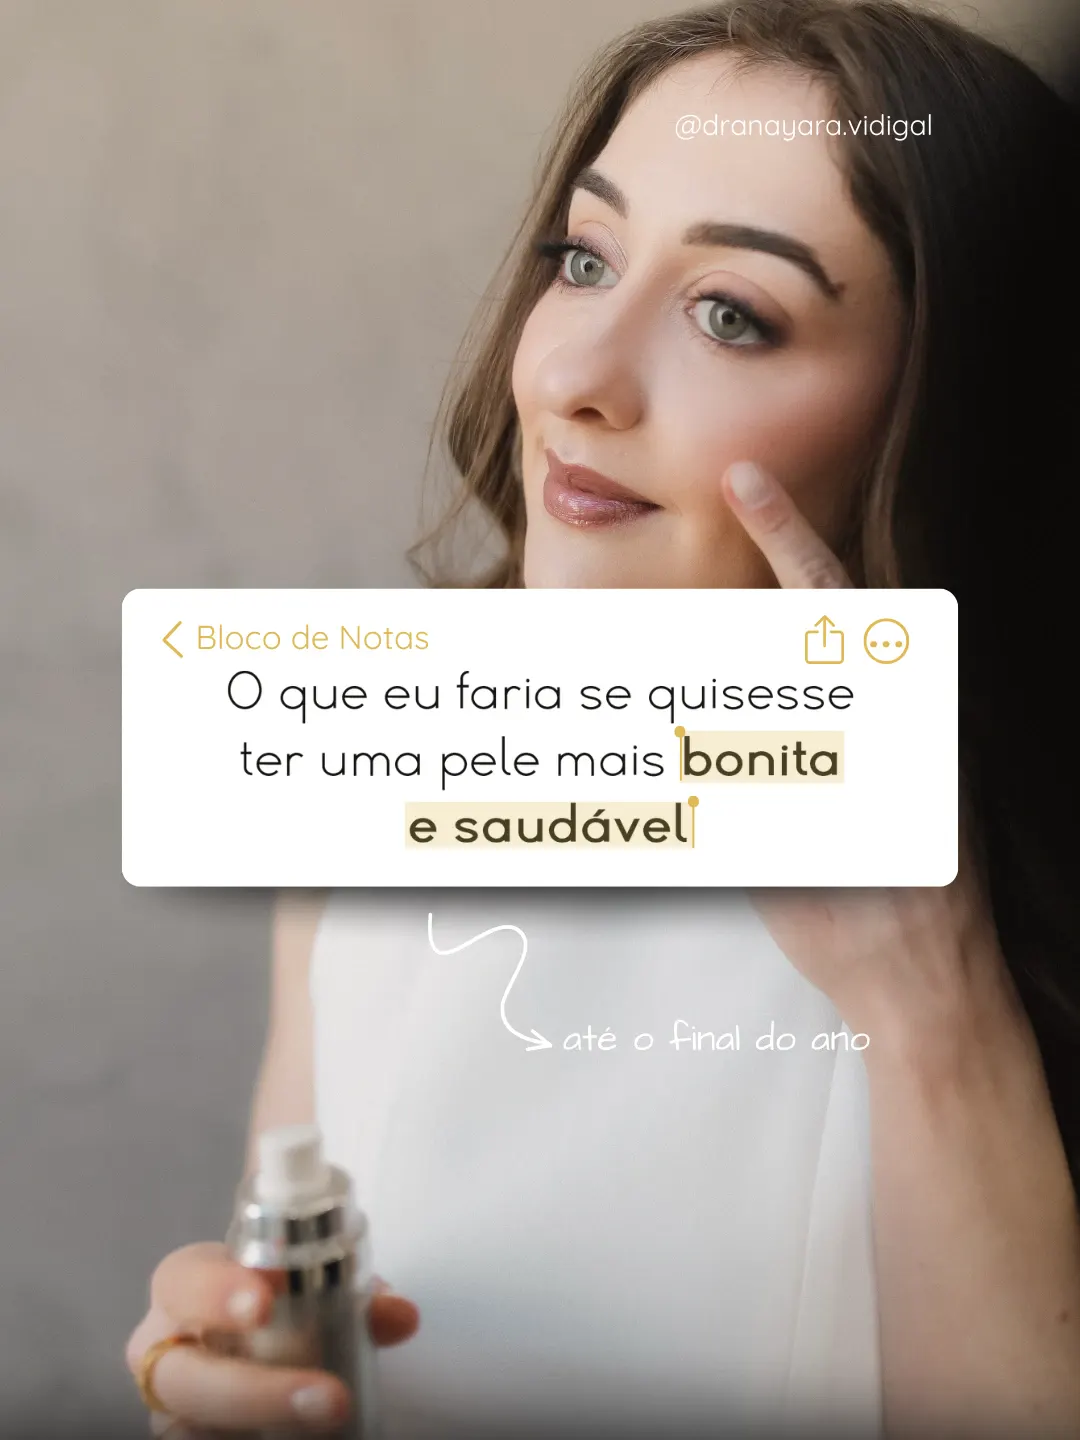 @dranayara.vidigal
Bloco de Notas
O que eu faria se quisesse
ter uma pele mais bonita
e saudável
até o final do ano